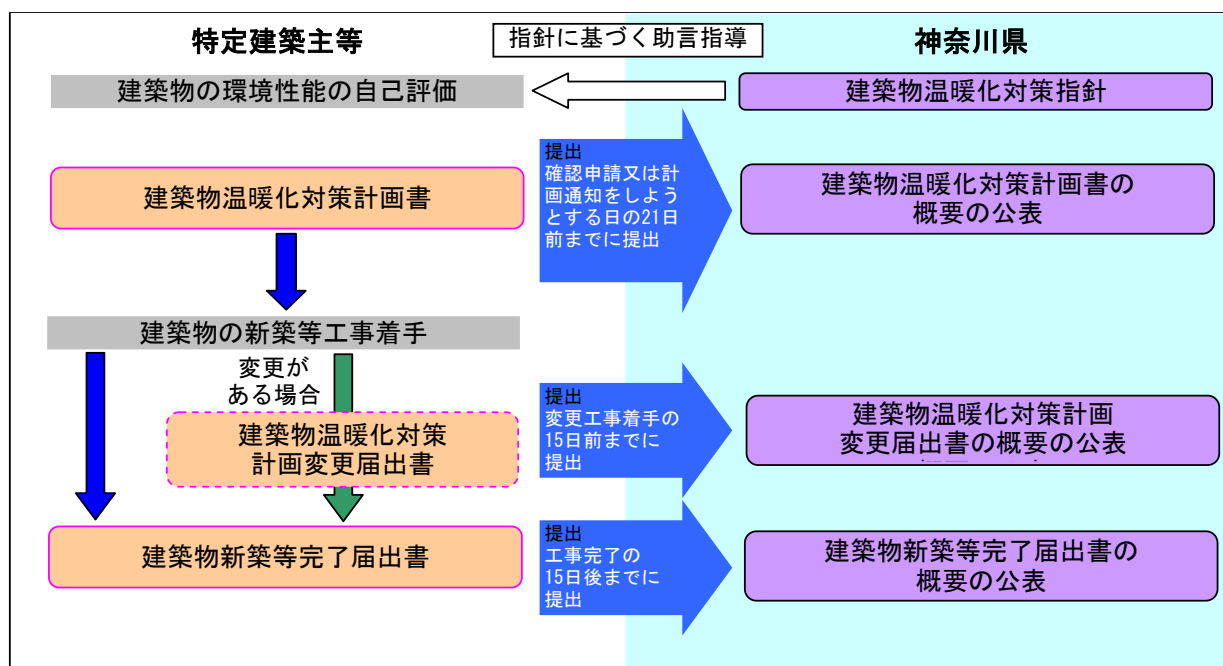 特定建築主等
指針に基づく助言指導
神奈川県
建築物の環境性能の自己評価
建築物温暖化対策指針
建築物温暖化対策計画書
提出
確認申請又は計
画通知をしよう
とする日の21日
前までに提出
建築物温暖化対策計画書の
概要の公表
建築物の新築等工事着手
変更が
ある場合
建築物温暖化対策
計画変更届出書
提出
変更工事着手の
15日前までに
提出
建築物温暖化対策計画
変更届出書の概要の公表
建築物新築等完了届出書
提出
工事完了の
15日後までに
提出
建築物新築等完了届出書の
概要の公表